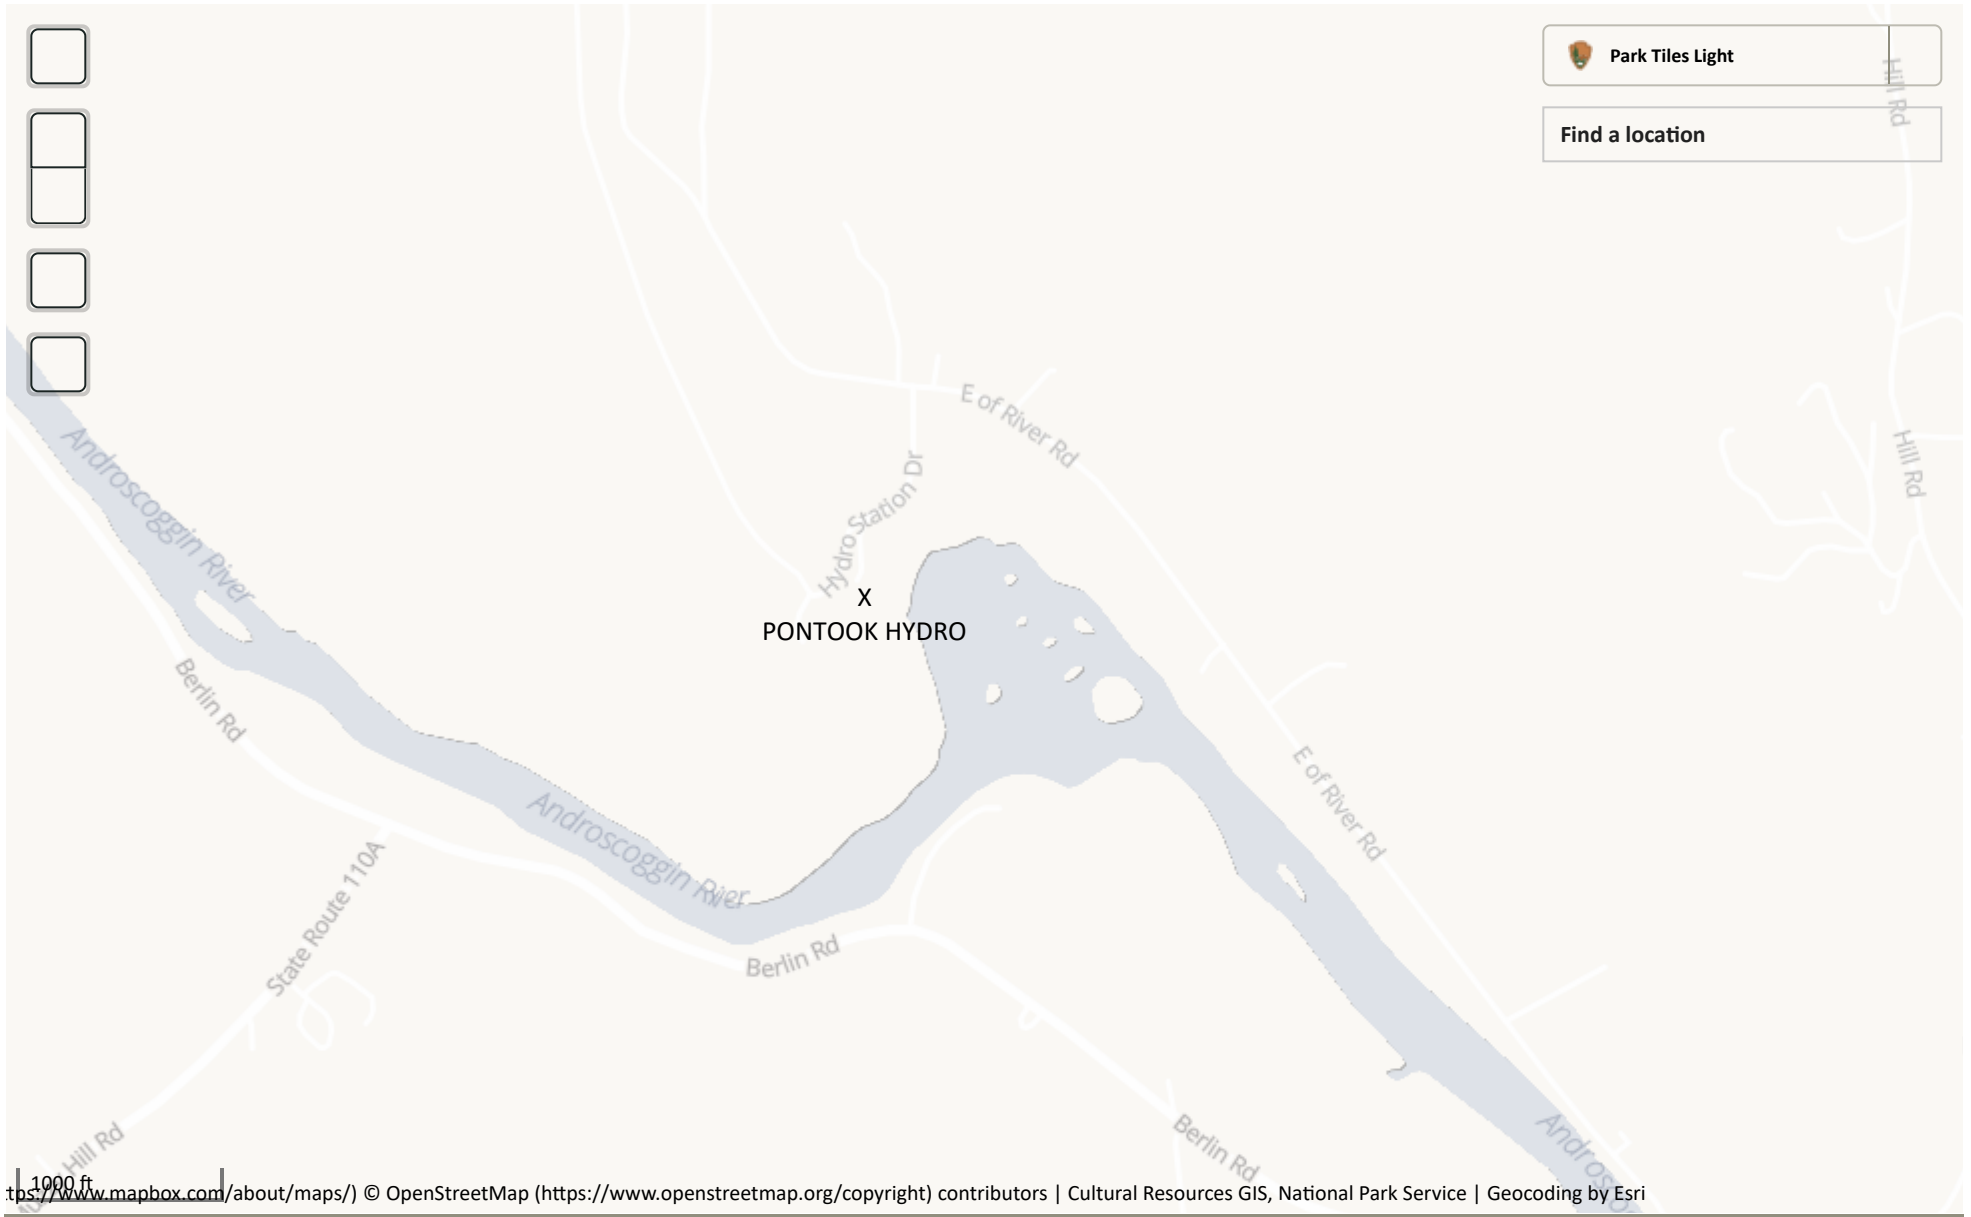 Park Tiles Light
Hill Rd
Find a location
E of River Rd
Androscoggin River
Hill Rd
Hydro Station Dr
X
PONTOOK HYDRO
Berlin Rd
E of River Rd
Androscoggin River
State Route 110A
Berlin Rd
Hill Rd
Berlin Rd
1000 ft
ttps://www.mapbox.com/about/maps/) © OpenStreetMap (https://www.openstreetmap.org/copyright) contributors | Cultural Resources GIS, National Park Service | Geocoding by Esri